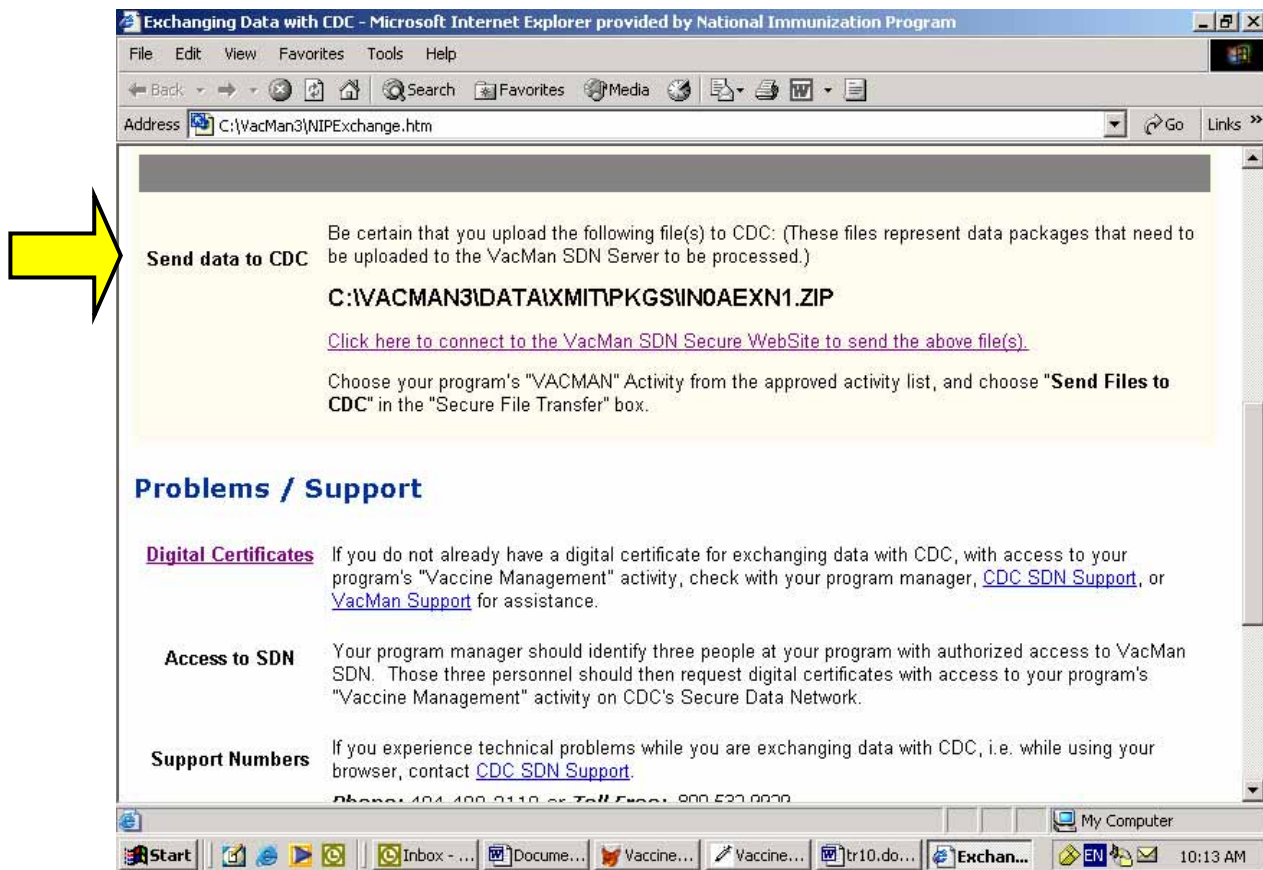 Exchanging Data with CDC - Microsoft Internet Explorer provided by National Immunization Program
File Edit View Favorites Tools Help
Back Search Favorites Media
Address C:\VacMan3\NIPExchange.htm Go Links »
Be certain that you upload the following file(s) to CDC: (These files represent data packages that need to
Send data to CDC be uploaded to the VacMan SDN Server to be processed.)
C:\VACMAN3\DATA\XMIT\PKGS\IN0AEXN1.ZIP
Click here to connect to the VacMan SDN Secure WebSite to send the above file(s).
Choose your program's "VACMAN" Activity from the approved activity list, and choose "Send Files to
CDC" in the "Secure File Transfer" box.
Problems / Support
Digital Certificates If you do not already have a digital certificate for exchanging data with CDC, with access to your
program's "Vaccine Management" activity, check with your program manager, CDC SDN Support, or
VacMan Support for assistance.
Access to SDN Your program manager should identify three people at your program with authorized access to VacMan
SDN. Those three personnel should then request digital certificates with access to your program's
"Vaccine Management" activity on CDC's Secure Data Network.
If you experience technical problems while you are exchanging data with CDC, i.e. while using your
Support Numbers browser, contact CDC SDN Support.
Phone: or Toll Free:
My Computer
Start Inbox - ... Docume... Vaccine... Vaccine... tr10.do... Exchan... EN 10:13 AM